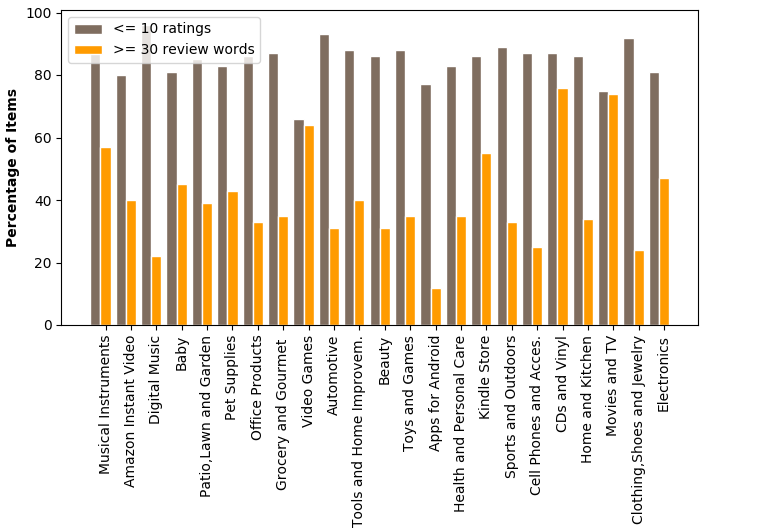 <= 10 ratings
>= 30 review words
Percentage of Items
100
80
60
40
20
0
Musical Instruments
Amazon Instant Video
Digital Music
Baby
Patio,Lawn and Garden
Pet Supplies
Office Products
Grocery and Gourmet
Video Games
Automotive
Tools and Home Improvem.
Beauty
Toys and Games
Apps for Android
Health and Personal Care
Kindle Store
Sports and Outdoors
Cell Phones and Acces.
CDs and Vinyl
Home and Kitchen
Movies and TV
Clothing,Shoes and Jewelry
Electronics